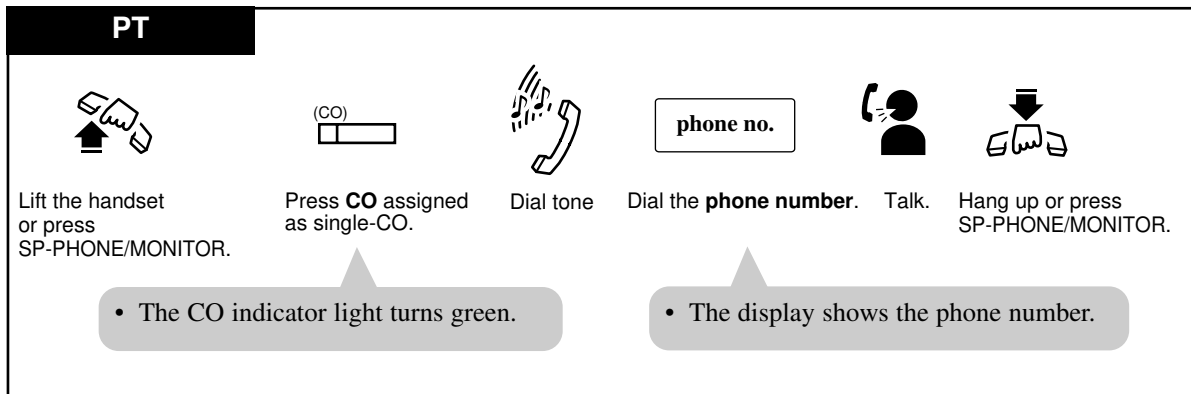 PT
(CO)
phone no.
Lift the handset
or press
SP-PHONE/MONITOR.
Press CO assigned
as single-CO.
Dial tone
Dial the phone number.
Talk.
Hang up or press
SP-PHONE/MONITOR.
• The CO indicator light turns green.
• The display shows the phone number.